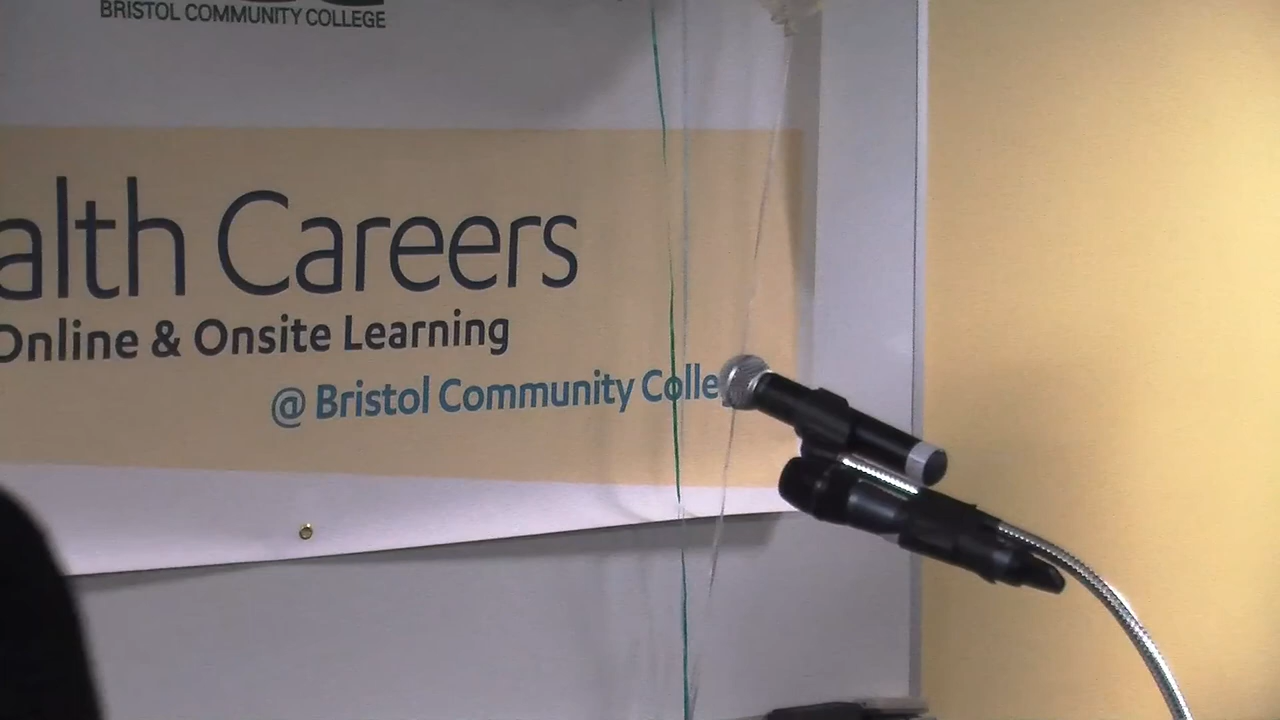 BRISTOL COMMUNITY COLLEGE
alth Careers
Online & Onsite Learning
@ Bristol Community Colle